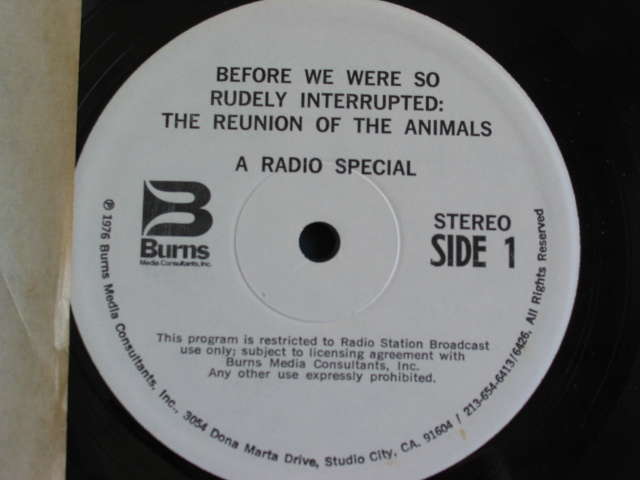 BEFORE WE WERE SO
RUDELY INTERRUPTED:
THE REUNION OF THE ANIMALS
A RADIO SPECIAL
Burns
Media Consultants, Inc.
STEREO
SIDE 1
This program is restricted to Radio Station Broadcast
use only; subject to licensing agreement with
Burns Media Consultants, Inc.
Any other use expressly prohibited.
℗ 1976 Burns Media Consultants, Inc., 3054 Dona Marta Drive, Studio City, CA. 91604 / 213-654-6413/6426, All Rights Reserved